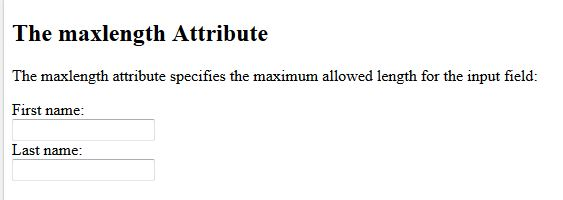 The maxlength Attribute
The maxlength attribute specifies the maximum allowed length for the input field:
First name:
Last name: